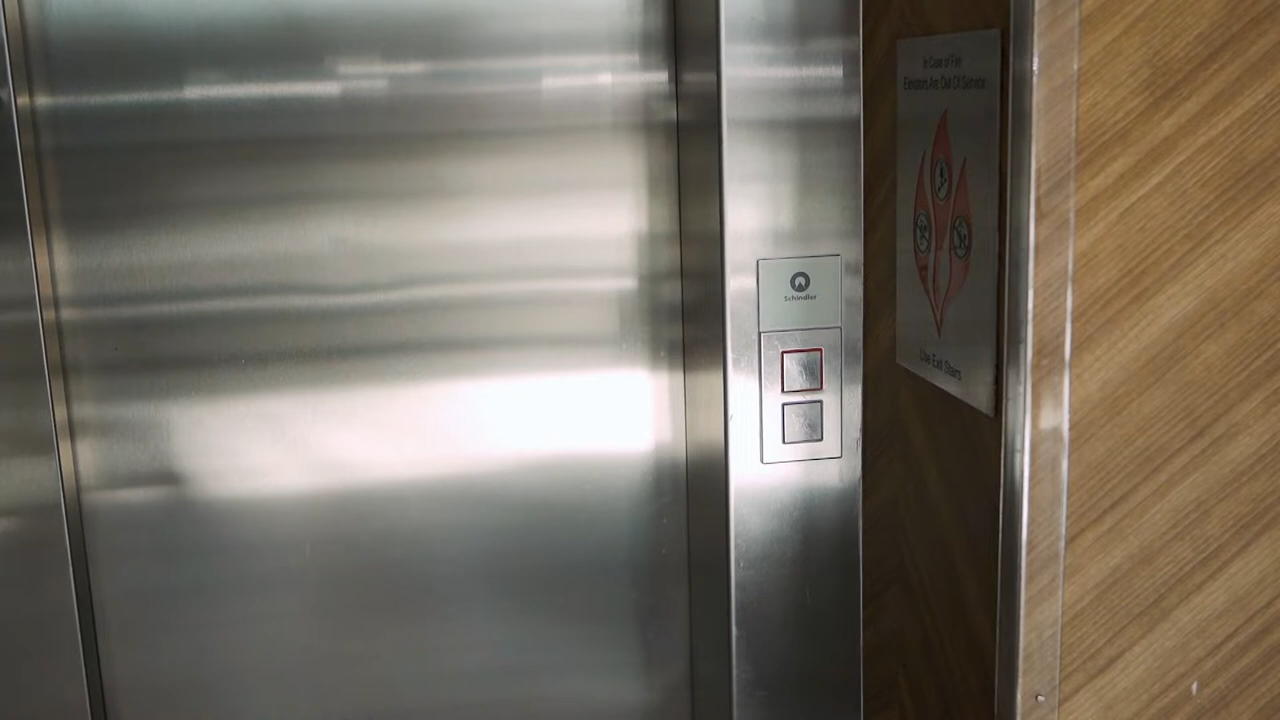 Schindler
In Case of Fire
Elevators Are Out Of Service
Use Exit Stairs